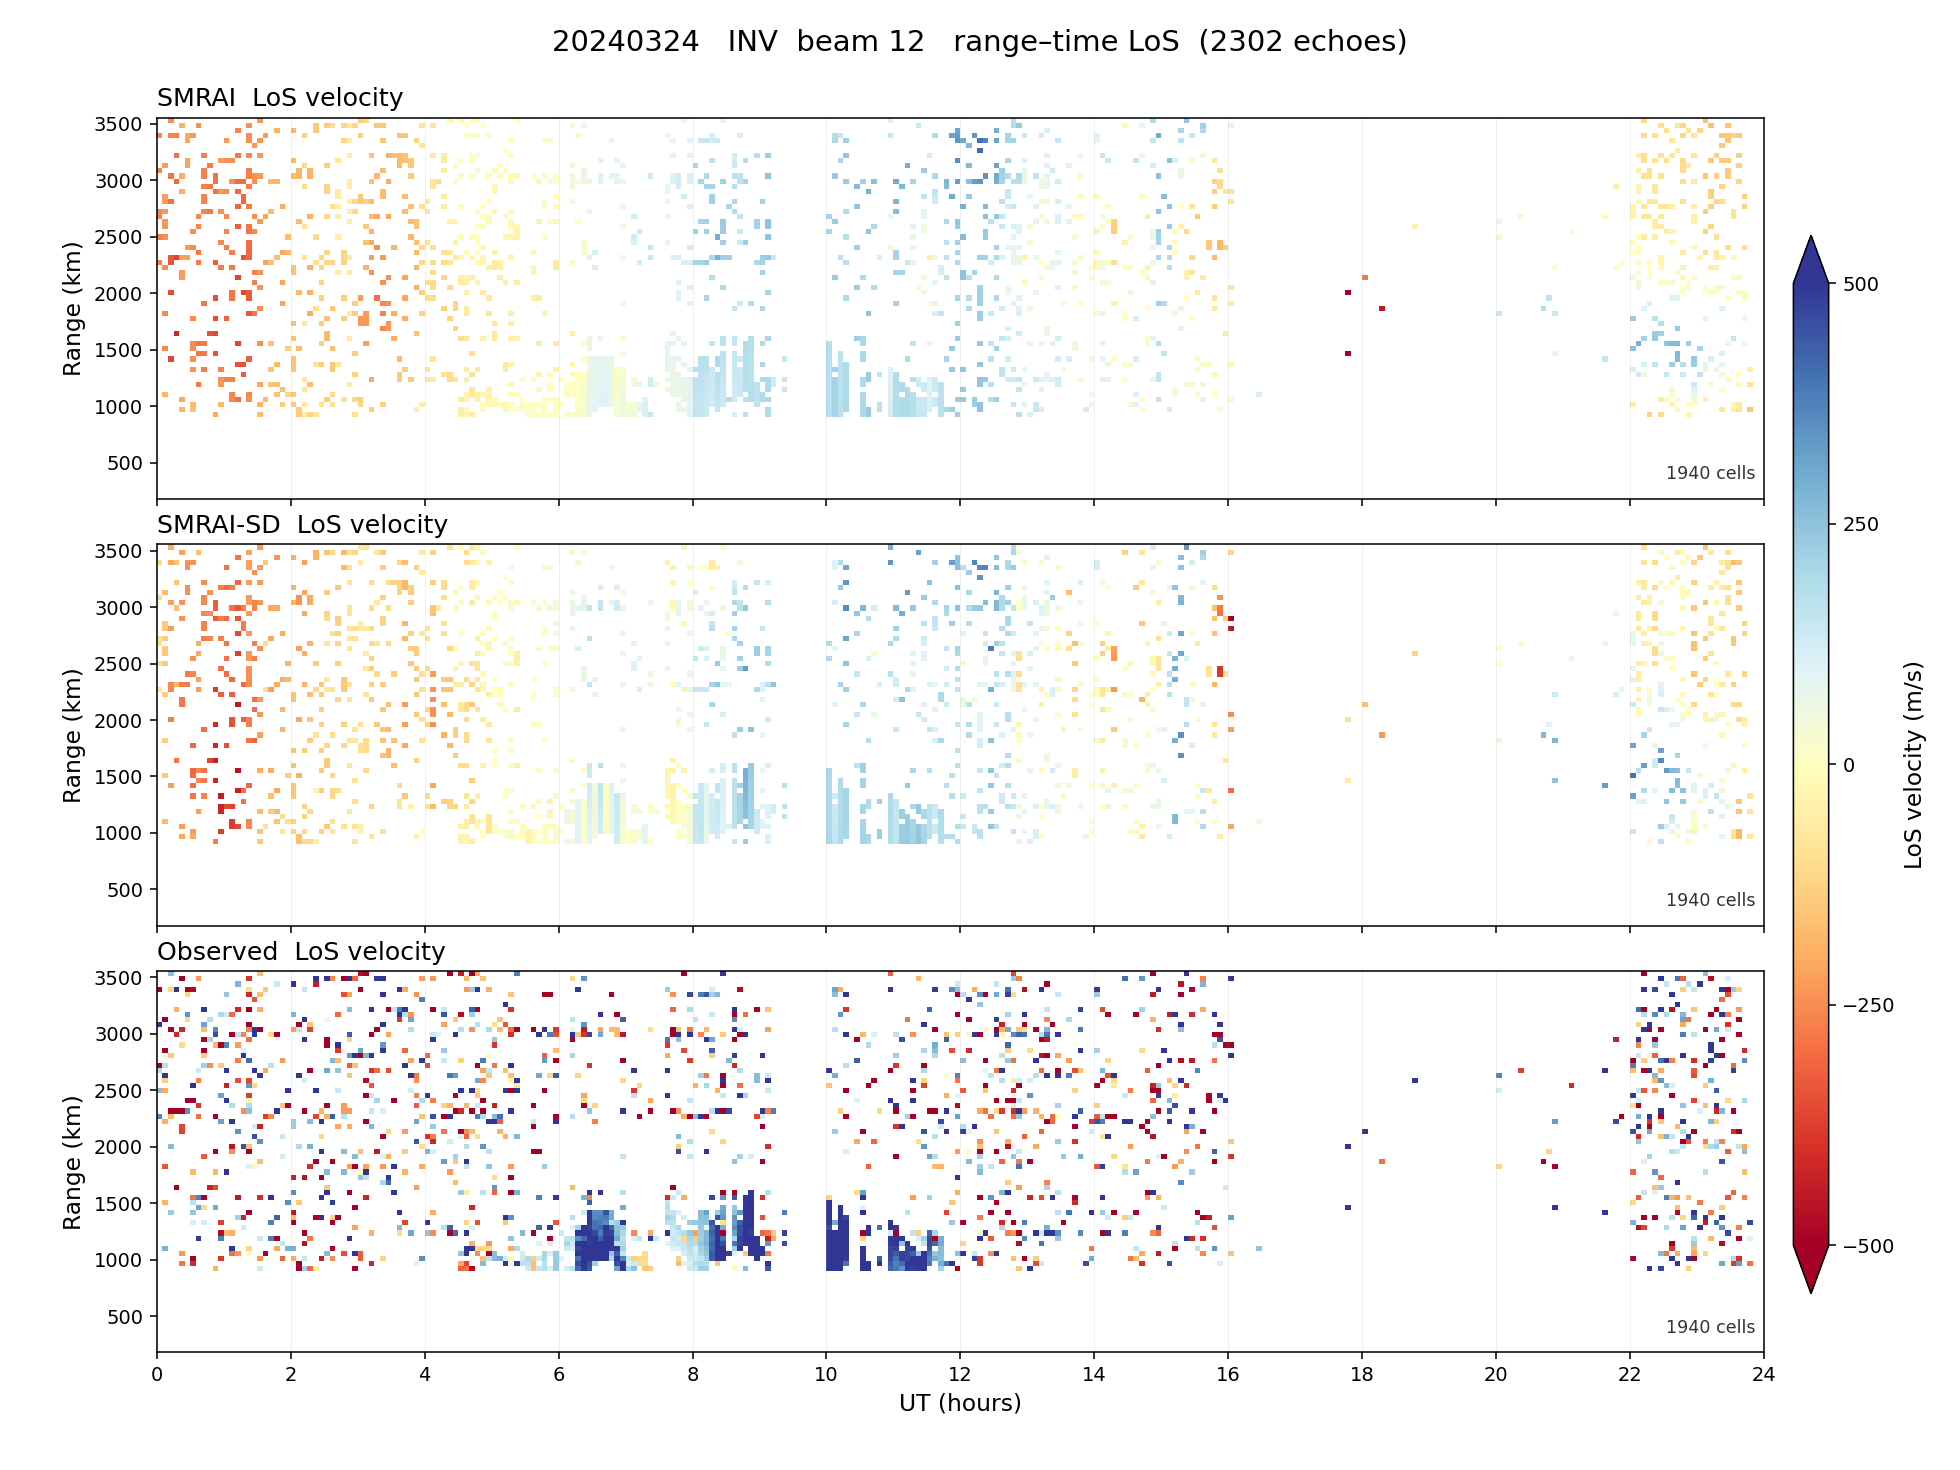 20240324   INV  beam 12   range–time LoS  (2302 echoes)
SMRAI  LoS velocity
3500
3000
2500
2000
1500
1000
500
Range (km)
1940 cells
SMRAI-SD  LoS velocity
3500
3000
2500
2000
1500
1000
500
Range (km)
1940 cells
Observed  LoS velocity
3500
3000
2500
2000
1500
1000
500
Range (km)
1940 cells
0 2 4 6 8 10 12 14 16 18 20 22 24
UT (hours)
500
250
0
−250
−500
LoS velocity (m/s)